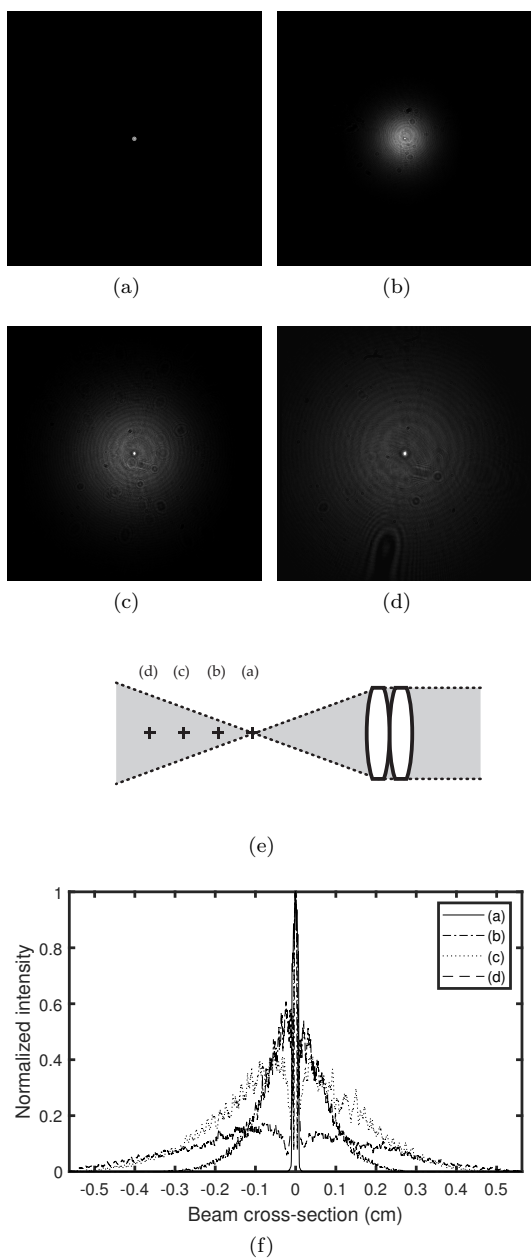 (a)
(b)
(c)
(d)
(d) (c) (b) (a)
(e)
Normalized intensity
1
0.8
0.6
0.4
0.2
0
(a)
(b)
(c)
(d)
-0.5 -0.4 -0.3 -0.2 -0.1 0 0.1 0.2 0.3 0.4 0.5
Beam cross-section (cm)
(f)